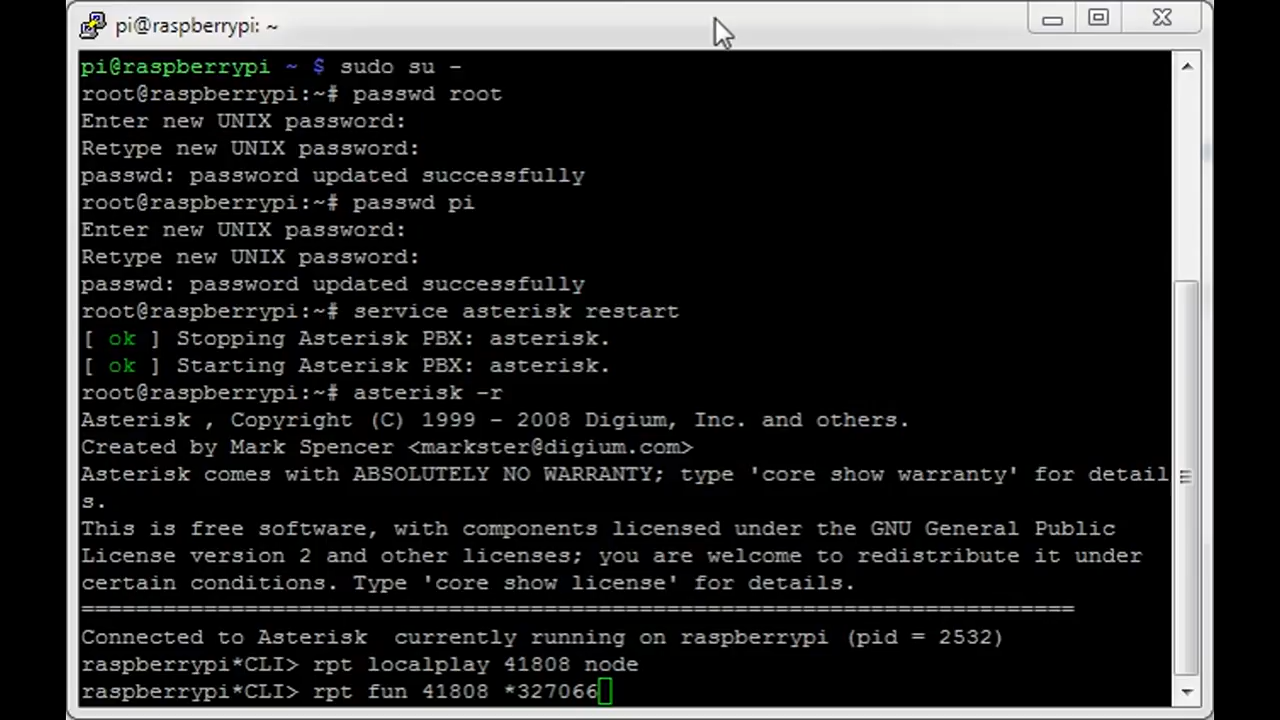 pi@raspberrypi: ~
pi@raspberrypi ~ $ sudo su -
root@raspberrypi:~# passwd root
Enter new UNIX password:
Retype new UNIX password:
passwd: password updated successfully
root@raspberrypi:~# passwd pi
Enter new UNIX password:
Retype new UNIX password:
passwd: password updated successfully
root@raspberrypi:~# service asterisk restart
[ ok ] Stopping Asterisk PBX: asterisk.
[ ok ] Starting Asterisk PBX: asterisk.
root@raspberrypi:~# asterisk -r
Asterisk , Copyright (C) 1999 - 2008 Digium, Inc. and others.
Created by Mark Spencer <markster@digium.com>
Asterisk comes with ABSOLUTELY NO WARRANTY; type 'core show warranty' for detail
s.
This is free software, with components licensed under the GNU General Public
License version 2 and other licenses; you are welcome to redistribute it under
certain conditions. Type 'core show license' for details.
=========================================================================
Connected to Asterisk  currently running on raspberrypi (pid = 2532)
raspberrypi*CLI> rpt localplay 41808 node
raspberrypi*CLI> rpt fun 41808 *327066